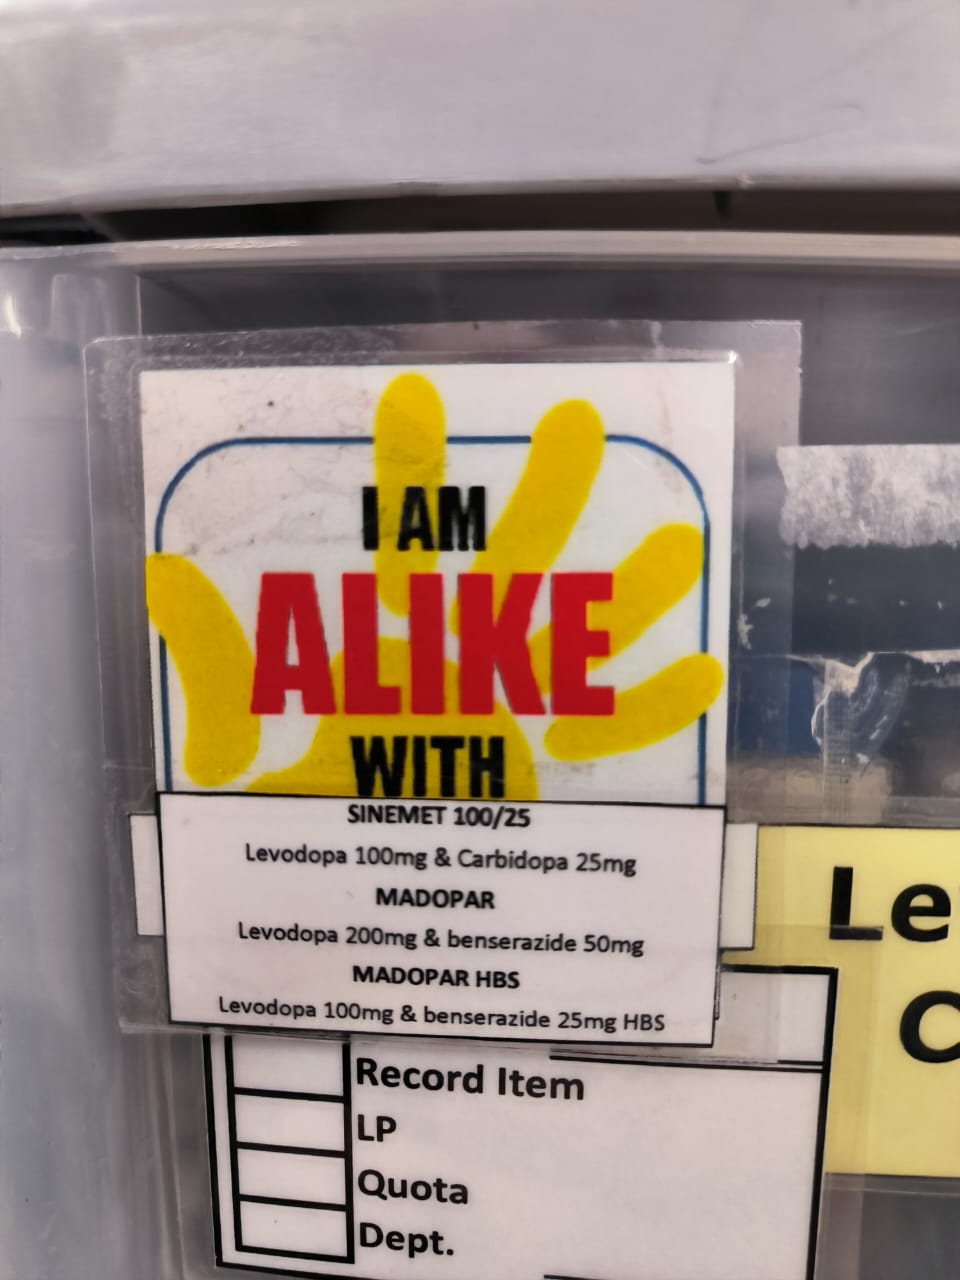 I AM
ALIKE
WITH
SINEMET 100/25
Levodopa 100mg & Carbidopa 25mg
MADOPAR
Levodopa 200mg & benserazide 50mg
MADOPAR HBS
Levodopa 100mg & benserazide 25mg HBS
Record Item
LP
Quota
Dept.
Le